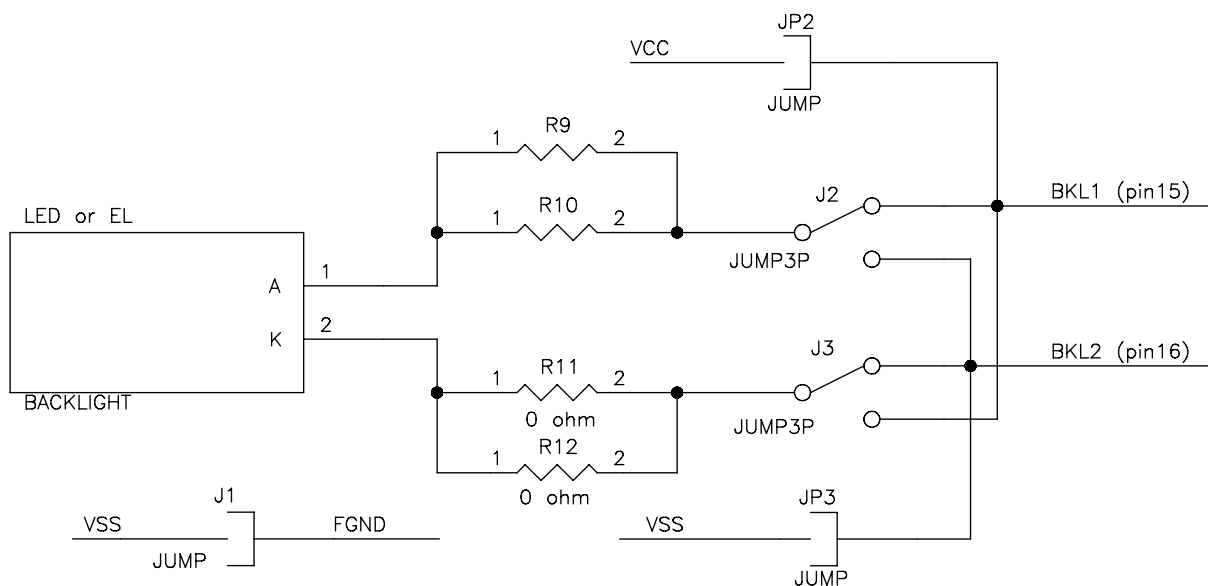 JP2
VCC
JUMP
R9
1 2
R10
1 2
J2
BKL1 (pin15)
LED or EL
JUMP3P
A 1
K 2
J3
BKL2 (pin16)
R11
1 2
BACKLIGHT
0 ohm
JUMP3P
R12
1 2
0 ohm
J1
JP3
VSS
FGND
VSS
JUMP
JUMP